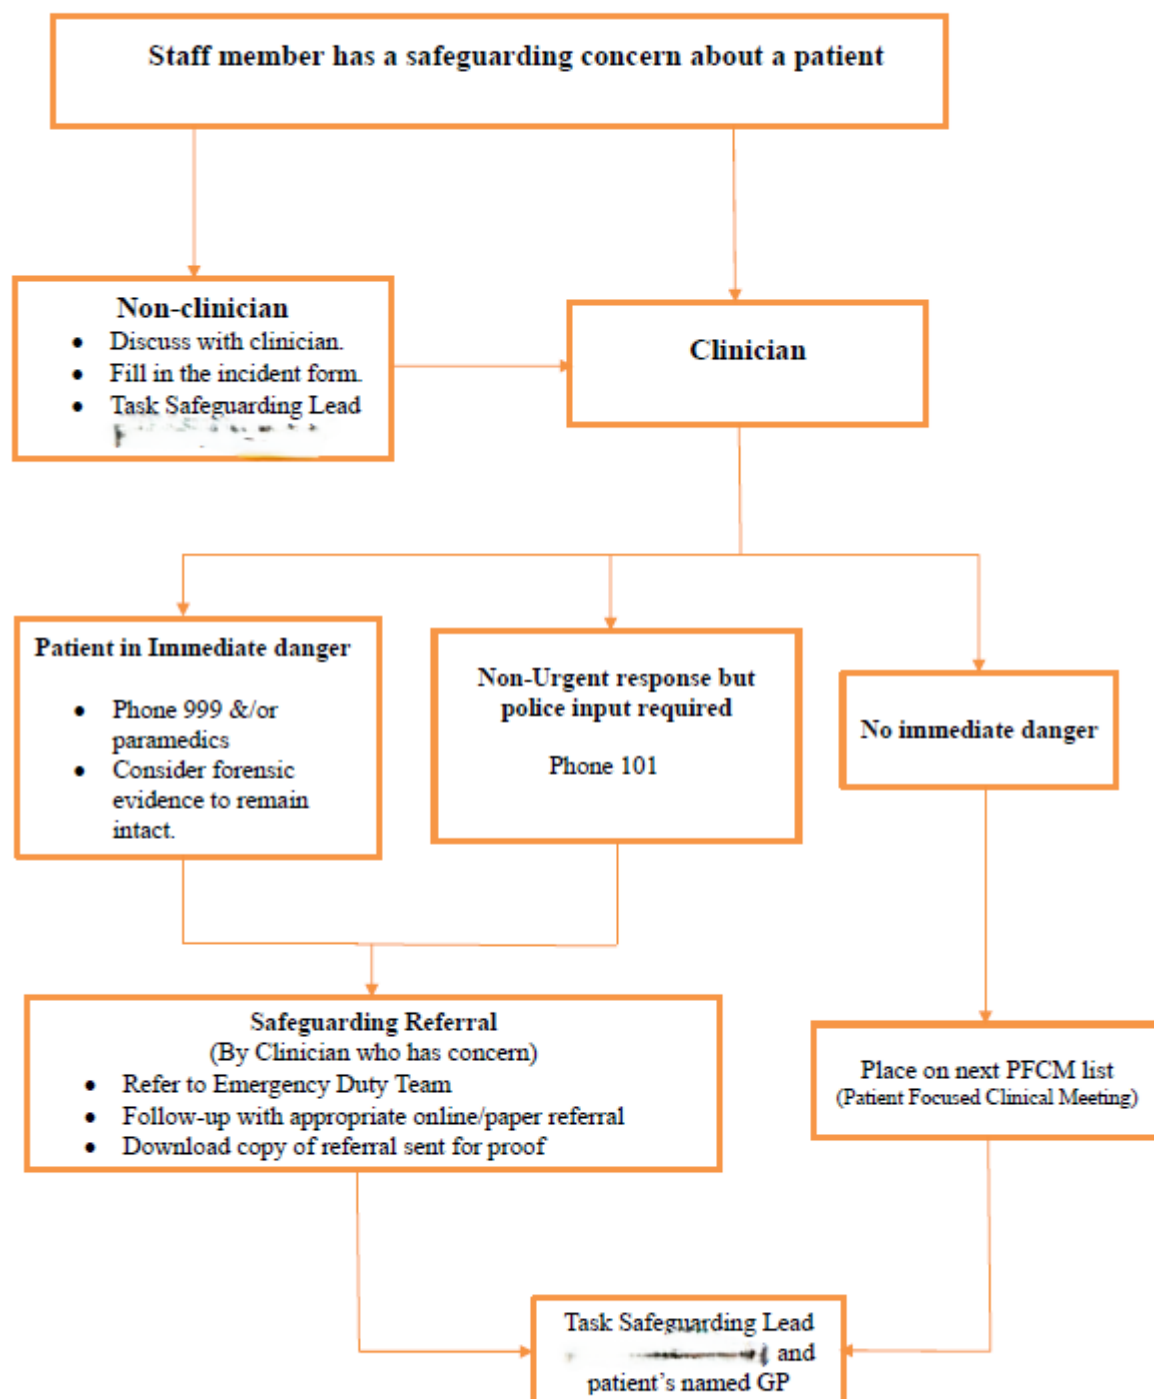 Staff member has a safeguarding concern about a patient
Non-clinician
• Discuss with clinician.
• Fill in the incident form.
• Task Safeguarding Lead
Clinician
Patient in Immediate danger
• Phone 999 &/or
paramedics
• Consider forensic
evidence to remain
intact.
Non-Urgent response but
police input required
Phone 101
No immediate danger
Safeguarding Referral
(By Clinician who has concern)
• Refer to Emergency Duty Team
• Follow-up with appropriate online/paper referral
• Download copy of referral sent for proof
Place on next PFCM list
(Patient Focused Clinical Meeting)
Task Safeguarding Lead
and
patient's named GP